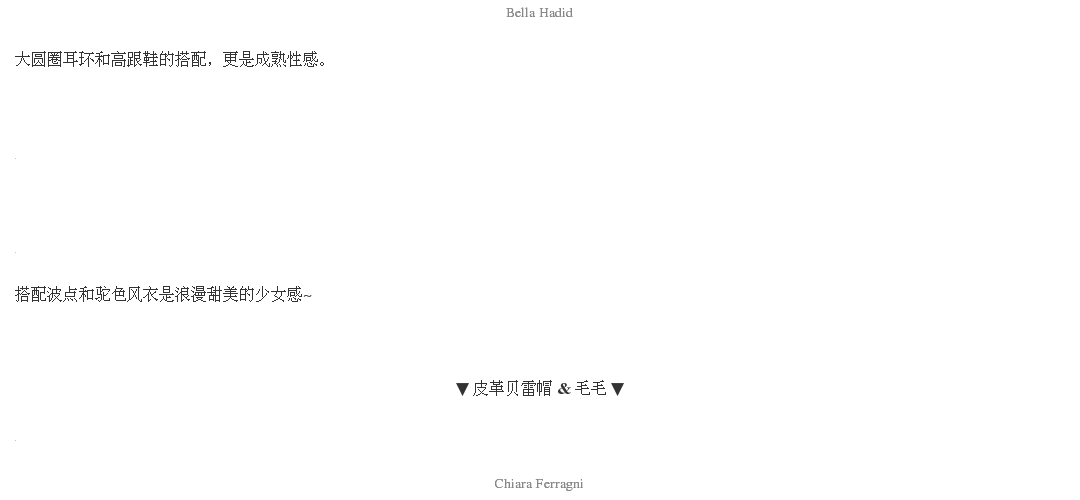 Bella Hadid
大圆圈耳环和高跟鞋的搭配，更是成熟性感。
搭配波点和驼色风衣是浪漫甜美的少女感~
▼ 皮革贝雷帽 & 毛毛 ▼
Chiara Ferragni